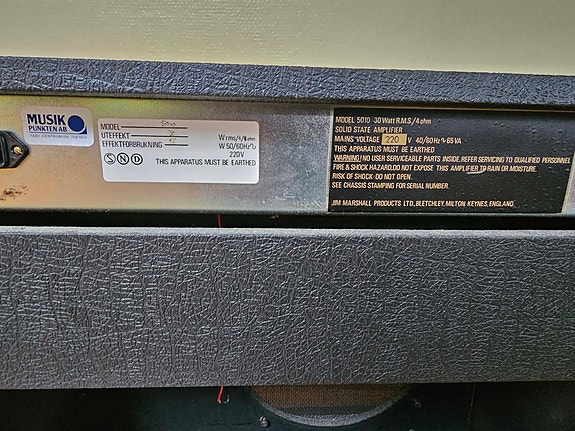 MUSIK
PUNKTEN AB
MODEL 5010
UTEFFEKT 30 W rms/4/8 ohm
EFFEKTFÖRBRUKNING 65 W 50/60Hz
220V
S N D THIS APPARATUS MUST BE EARTHED
MODEL 5010 30 Watt R.M.S/4 ohm
SOLID STATE AMPLIFIER
MAINS VOLTAGE 220 V 40/60Hz 65 VA
THIS APPARATUS MUST BE EARTHED
WARNING! NO USER SERVICEABLE PARTS INSIDE. REFER SERVICING TO QUALIFIED PERSONNEL
FIRE & SHOCK HAZARD, DO NOT EXPOSE THIS AMPLIFIER TO RAIN OR MOISTURE.
RISK OF SHOCK-DO NOT OPEN.
SEE CHASSIS STAMPING FOR SERIAL NUMBER.
JIM MARSHALL PRODUCTS LTD., BLETCHLEY, MILTON KEYNES, ENGLAND.